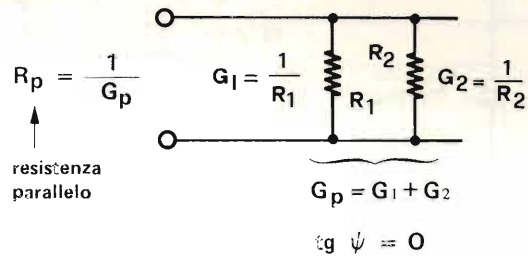 R_p = 1/G_p
resistenza
parallelo
G_1 = 1/R_1
R_1
R_2
G_2 = 1/R_2
G_p = G_1 + G_2
tg ψ = 0